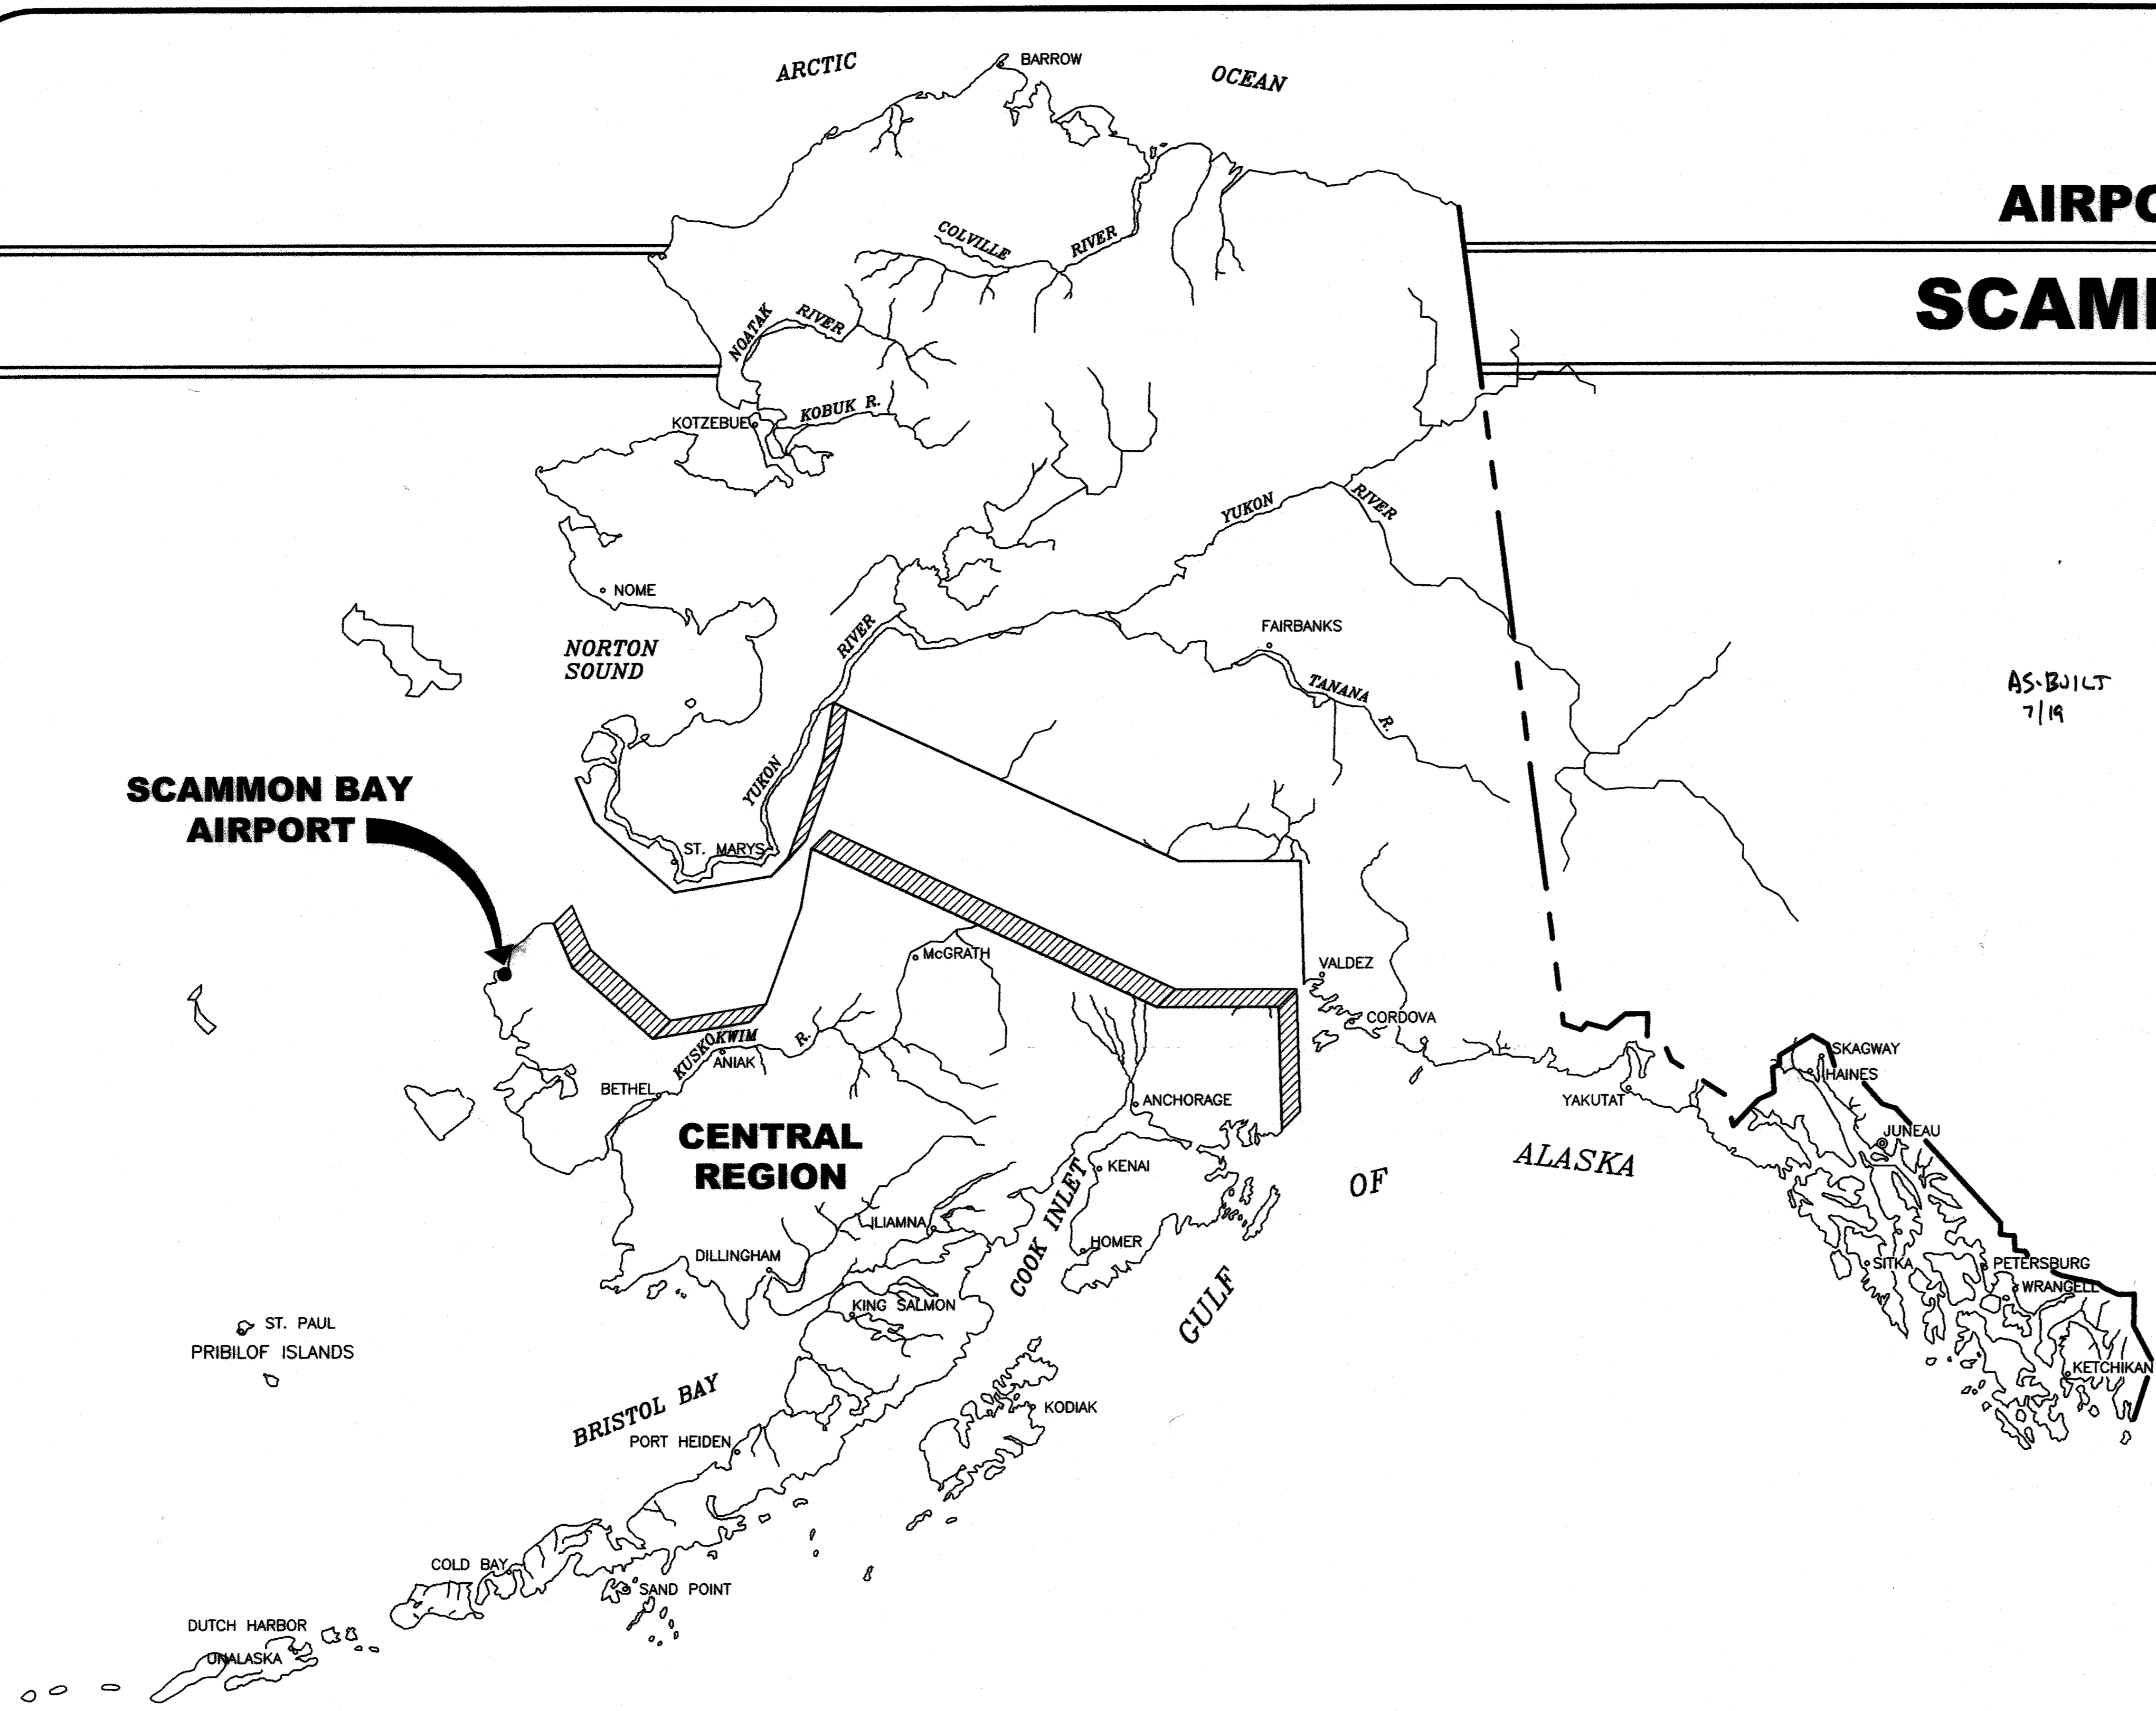 ARCTIC
BARROW
OCEAN
AIRPO
COLVILLE
RIVER
SCAM
NOATAK
RIVER
KOBUK R.
KOTZEBUE
YUKON
RIVER
NOME
RIVER
FAIRBANKS
NORTON
SOUND
TANANA
R.
AS-BUILT
7/19
YUKON
SCAMMON BAY
AIRPORT
ST. MARYS
McGRATH
VALDEZ
CORDOVA
KUSKOKWIM
R.
ANIAK
SKAGWAY
HAINES
BETHEL
ANCHORAGE
YAKUTAT
CENTRAL
REGION
JUNEAU
KENAI
GULF
OF
ALASKA
COOK INLET
ILIAMNA
HOMER
DILLINGHAM
SITKA
PETERSBURG
WRANGELL
KING SALMON
ST. PAUL
PRIBILOF ISLANDS
KETCHIKAN
BRISTOL BAY
KODIAK
PORT HEIDEN
COLD BAY
SAND POINT
DUTCH HARBOR
UNALASKA